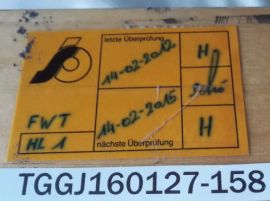 letzte Überprüfung
14-02-2012
H
FWT
14-02-2015
HL 1
nächste Überprüfung
H
TGGJ160127-158